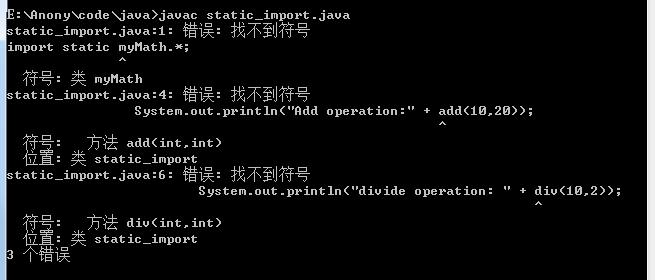 E:\Anony\code\java>javac static_import.java
static_import.java:1: 错误: 找不到符号
import static myMath.*;
^
符号: 类 myMath
static_import.java:4: 错误: 找不到符号
System.out.println("Add operation:" + add(10,20));
^
符号:   方法 add(int,int)
位置: 类 static_import
static_import.java:6: 错误: 找不到符号
System.out.println("divide operation: " + div(10,2));
^
符号:   方法 div(int,int)
位置: 类 static_import
3 个错误